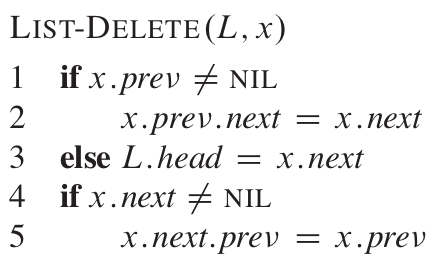 LIST-DELETE(L, x)
1 if x.prev ≠ NIL
2 x.prev.next = x.next
3 else L.head = x.next
4 if x.next ≠ NIL
5 x.next.prev = x.prev